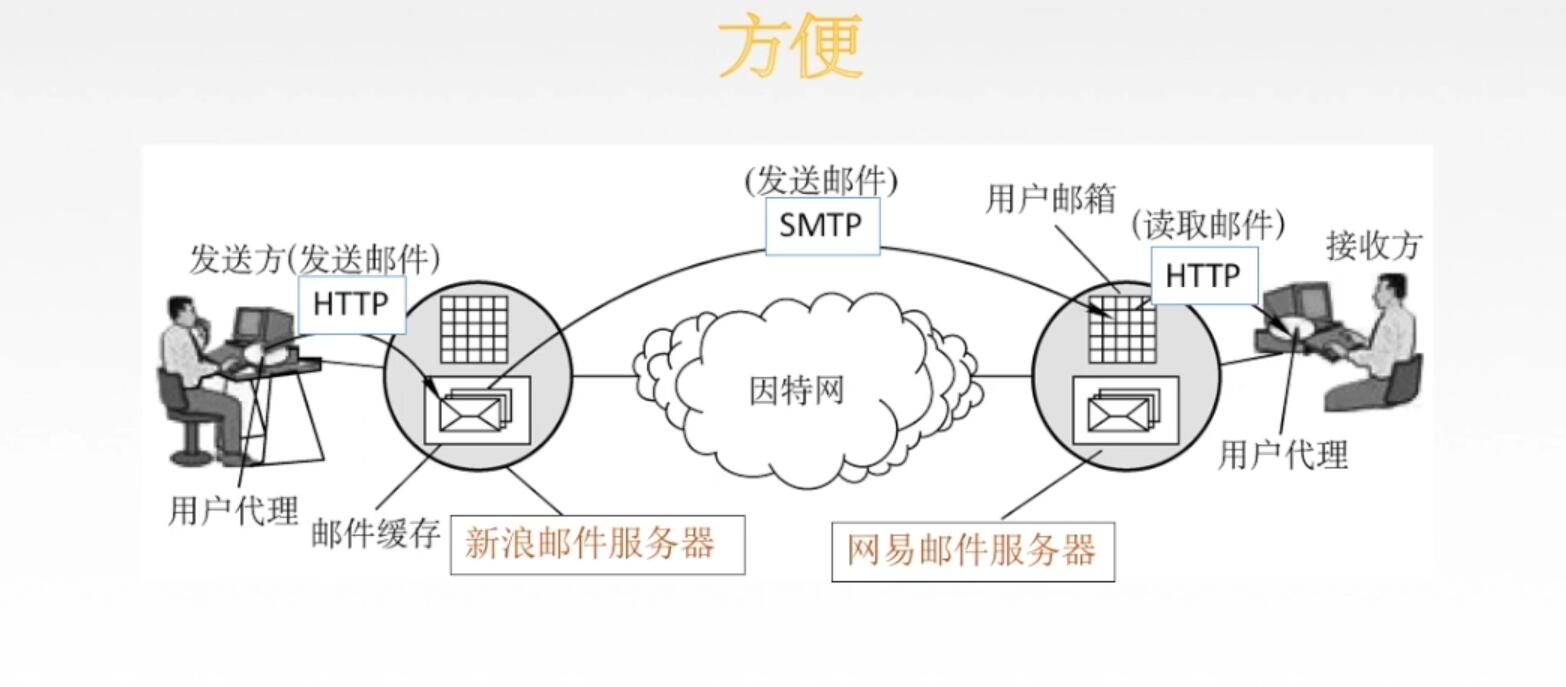 方便
(发送邮件)
SMTP
用户邮箱
(读取邮件)
HTTP
接收方
发送方(发送邮件)
HTTP
因特网
用户代理
用户代理
邮件缓存
新浪邮件服务器
网易邮件服务器